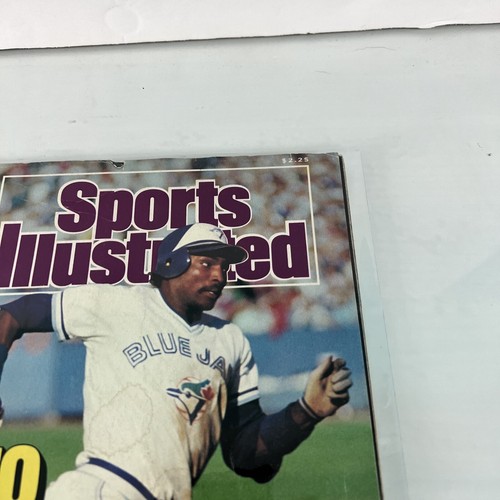 $2.25
Sports
Illustrated
BLUE JA